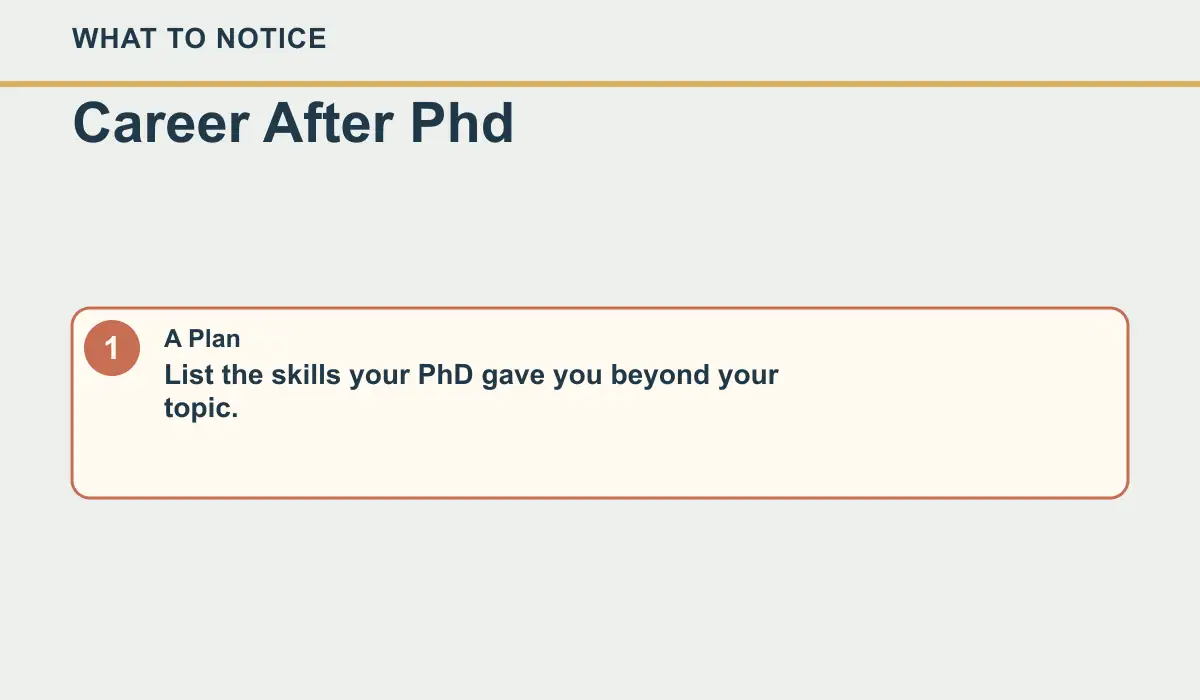 WHAT TO NOTICE
Career After Phd
1
A Plan
List the skills your PhD gave you beyond your
topic.